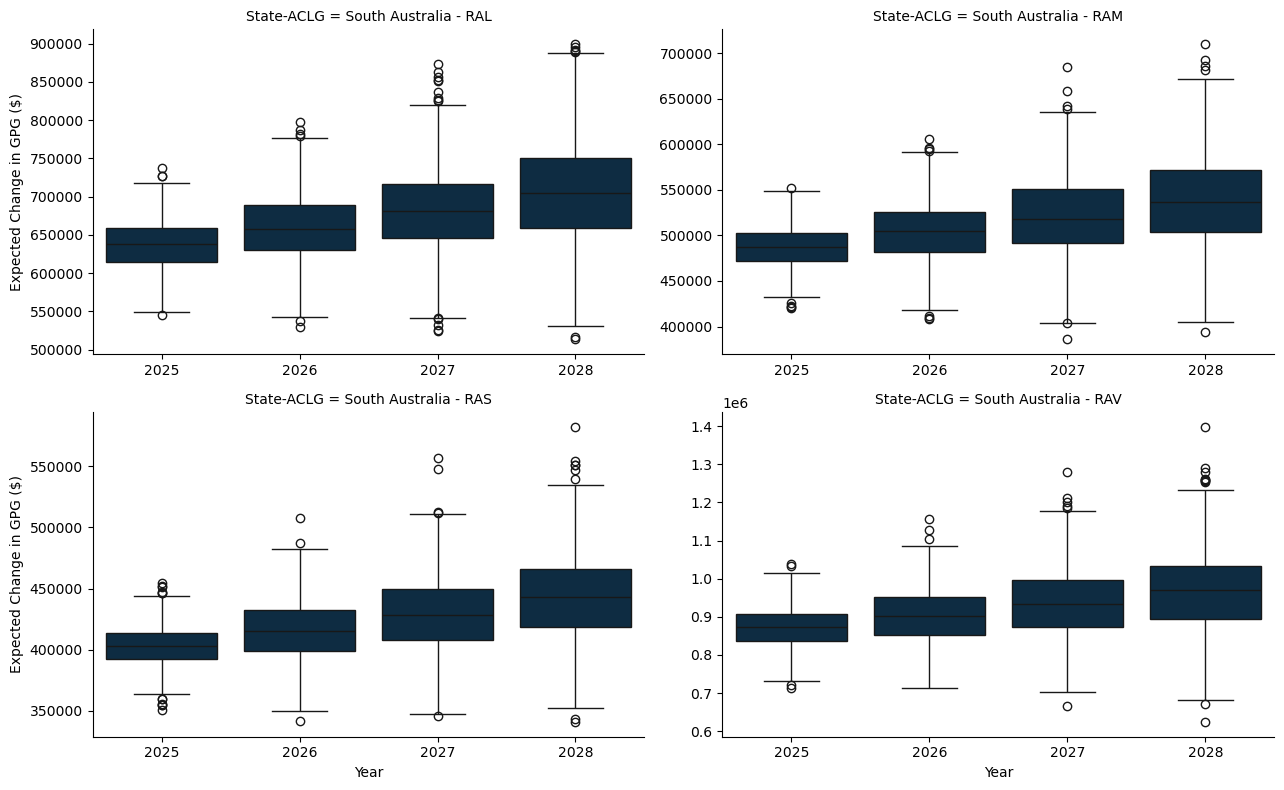 State-ACLG = South Australia - RAL
Expected Change in GPG ($)
900000
850000
800000
750000
700000
650000
600000
550000
500000
2025 2026 2027 2028
State-ACLG = South Australia - RAM
700000
650000
600000
550000
500000
450000
400000
2025 2026 2027 2028
State-ACLG = South Australia - RAS
Expected Change in GPG ($)
550000
500000
450000
400000
350000
2025 2026 2027 2028
Year
State-ACLG = South Australia - RAV
1e6
1.4
1.3
1.2
1.1
1.0
0.9
0.8
0.7
0.6
2025 2026 2027 2028
Year